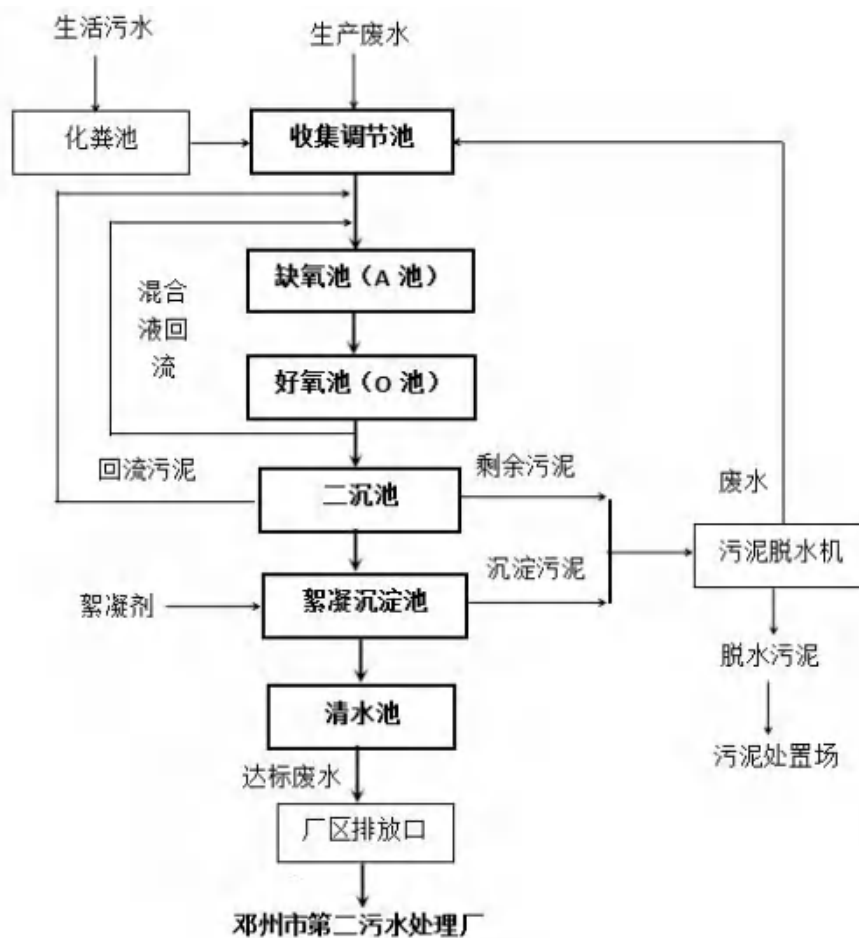 生活污水
生产废水
化粪池
收集调节池
缺氧池（A 池）
混合
液回
流
好氧池（O 池）
回流污泥
二沉池
剩余污泥
废水
污泥脱水机
沉淀污泥
絮凝剂
絮凝沉淀池
脱水污泥
清水池
污泥处置场
达标废水
厂区排放口
邓州市第二污水处理厂